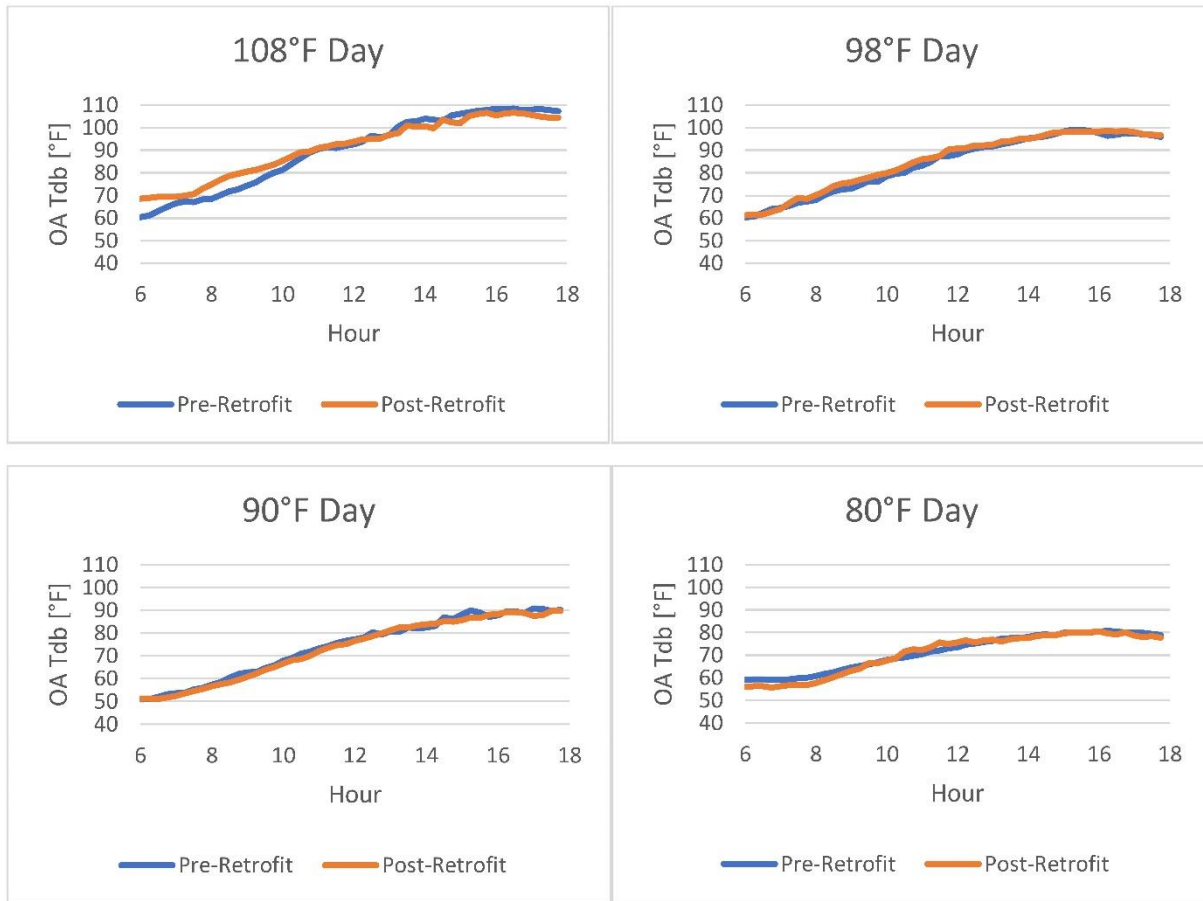 108°F Day
110
100
90
80
70
60
50
40
OA Tdb [°F]
6 8 10 12 14 16 18
Hour
Pre-Retrofit Post-Retrofit
98°F Day
110
100
90
80
70
60
50
40
OA Tdb [°F]
6 8 10 12 14 16 18
Hour
Pre-Retrofit Post-Retrofit
90°F Day
110
100
90
80
70
60
50
40
OA Tdb [°F]
6 8 10 12 14 16 18
Hour
Pre-Retrofit Post-Retrofit
80°F Day
110
100
90
80
70
60
50
40
OA Tdb [°F]
6 8 10 12 14 16 18
Hour
Pre-Retrofit Post-Retrofit